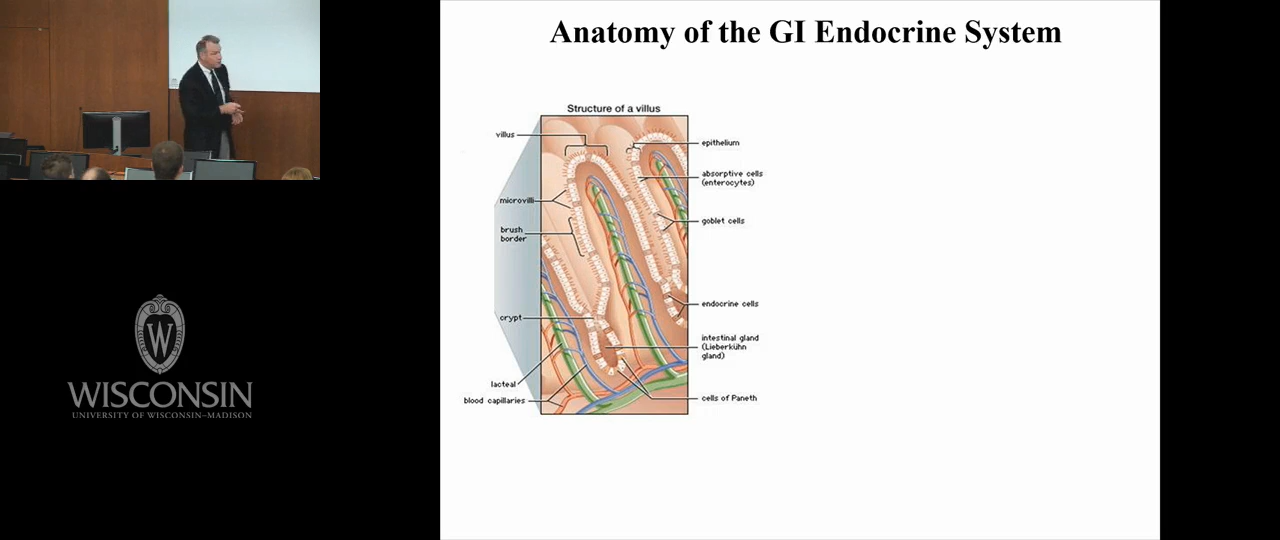 Anatomy of the GI Endocrine System
Structure of a villus
villus
epithelium
absorptive cells
(enterocytes)
microvilli
goblet cells
brush
border
endocrine cells
crypt
intestinal gland
(Lieberkühn
gland)
lacteal
blood capillaries
cells of Paneth
W
WISCONSIN
UNIVERSITY OF WISCONSIN–MADISON